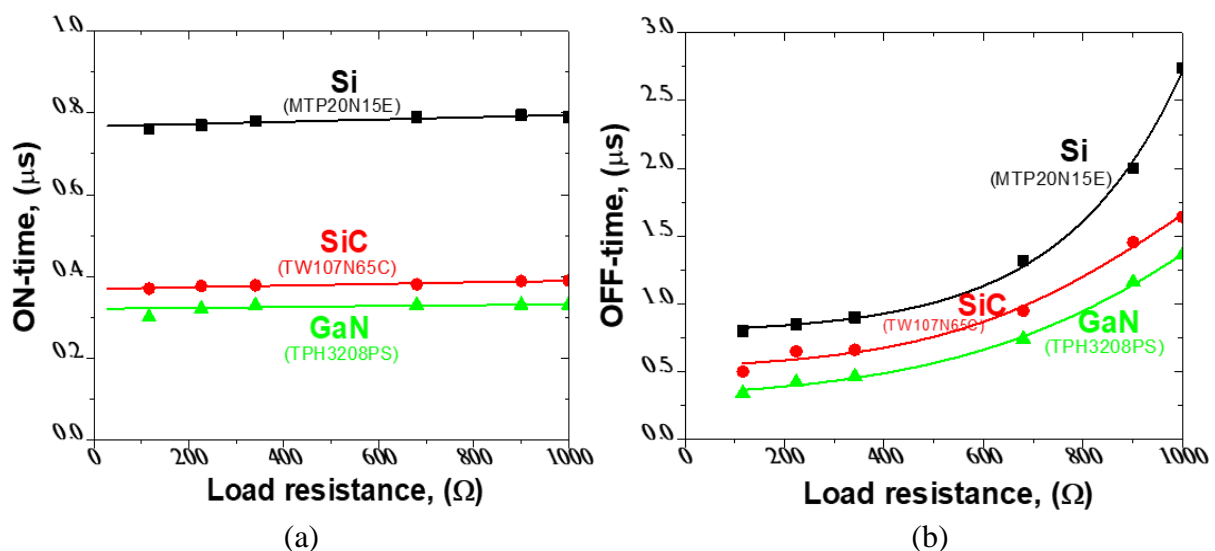 1.0
0.8
0.6
0.4
0.2
0.0
ON-time, (μs)
Si
(MTP20N15E)
SiC
(TW107N65C)
GaN
(TPH3208PS)
0 200 400 600 800 1000
Load resistance, (Ω)
(a)
3.0
2.5
2.0
1.5
1.0
0.5
0.0
OFF-time, (μs)
Si
(MTP20N15E)
SiC
(TW107N65C)
GaN
(TPH3208PS)
0 200 400 600 800 1000
Load resistance, (Ω)
(b)